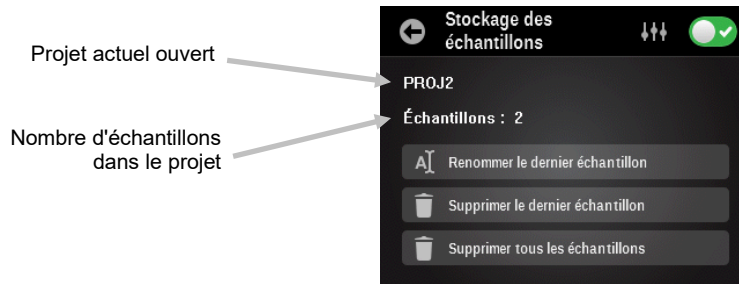 Stockage des
échantillons
Projet actuel ouvert
PROJ2
Échantillons : 2
Nombre d'échantillons
dans le projet
Renommer le dernier échantillon
Supprimer le dernier échantillon
Supprimer tous les échantillons